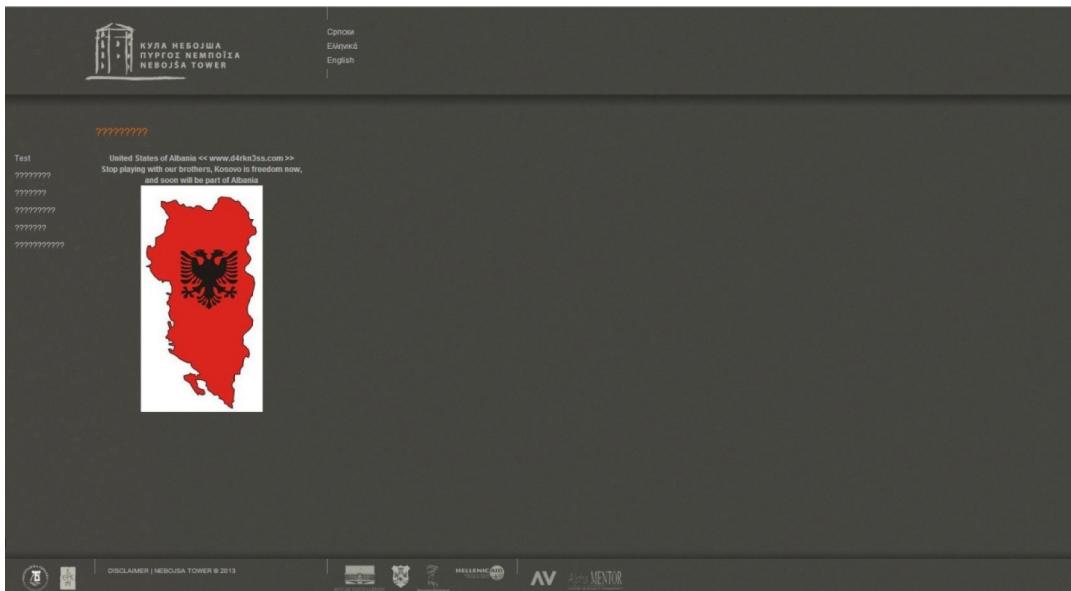 КУЛА НЕБОЈША
ΠΥΡΓΟΣ ΝΕΜΠΟΪΣΑ
NEBOJŠA TOWER
Српски
Ελληνικά
English
?????????
Test
????????
???????
?????????
???????
???????????
United States of Albania << www.d4rkn3ss.com >>
Stop playing with our brothers, Kosovo is freedom now,
and soon will be part of Albania
DISCLAIMER | NEBOJSA TOWER © 2013
HELLENIC AID
AV
MENTOR